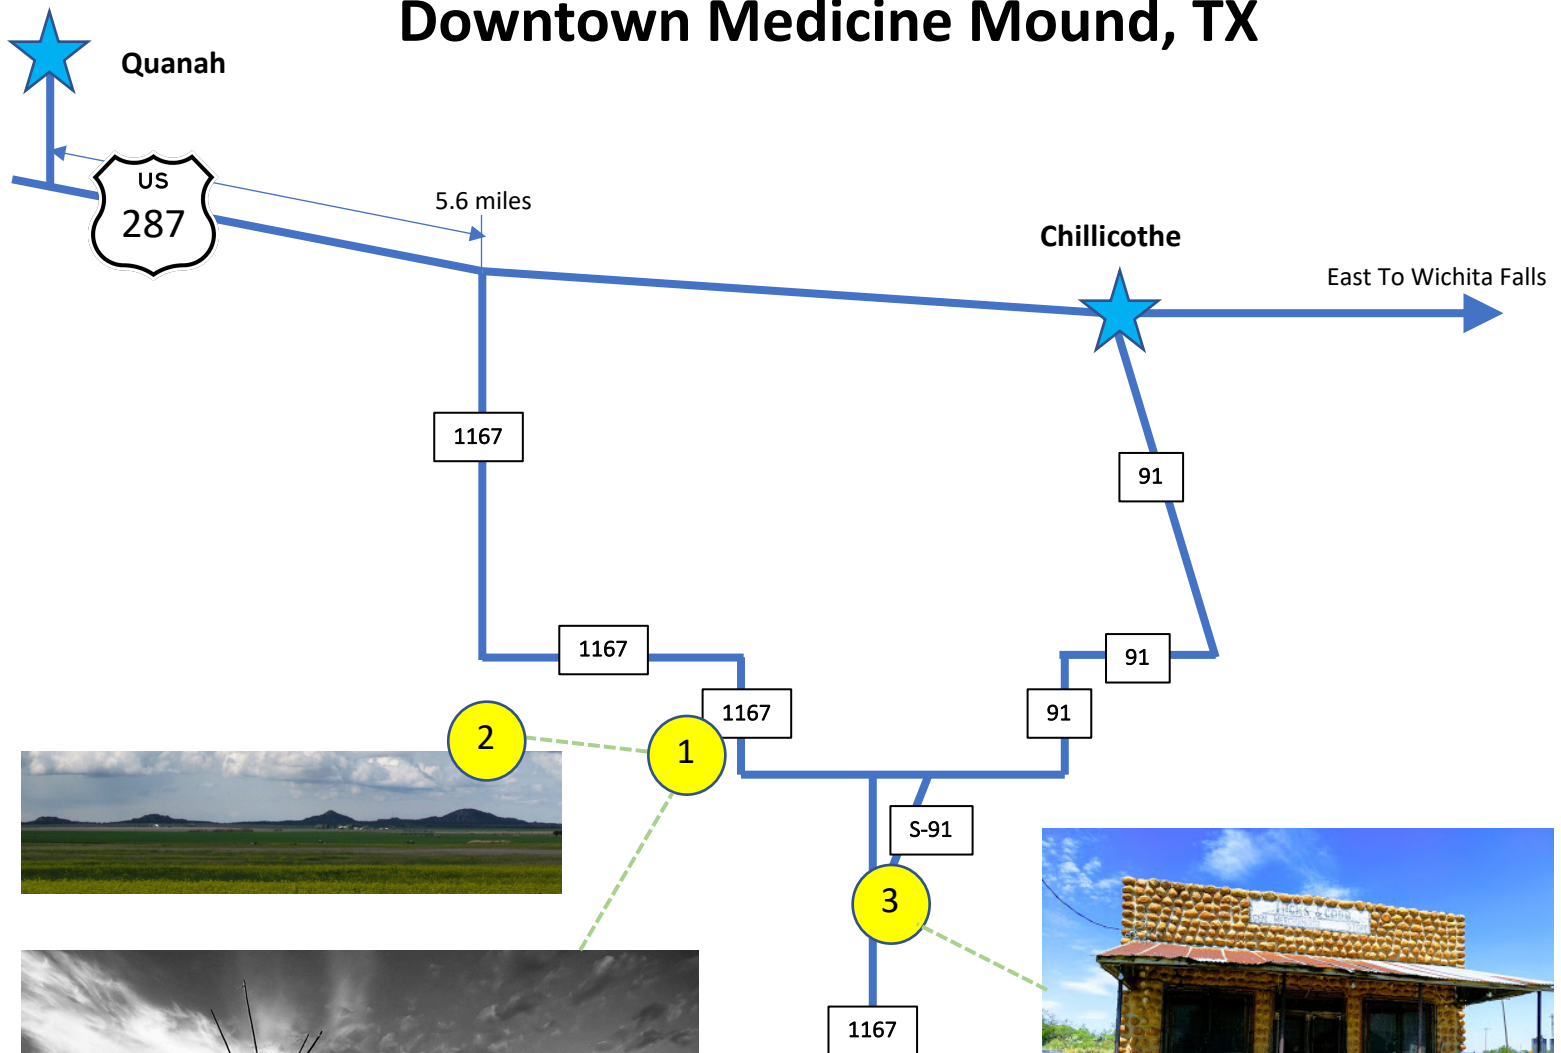 Downtown Medicine Mound, TX
Quanah
US
287
5.6 miles
Chillicothe
East To Wichita Falls
1167
91
1167
91
1167
91
2
1
S-91
3
1167